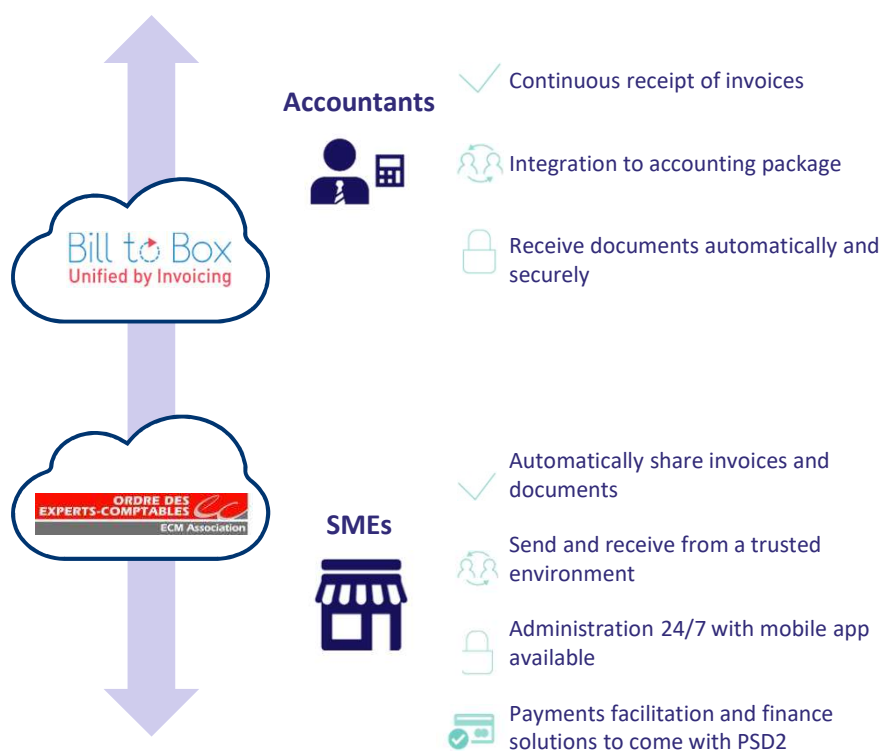 Accountants
Continuous receipt of invoices
Integration to accounting package
Receive documents automatically and
securely
Bill to Box
Unified by Invoicing
ORDRE DES
EXPERTS-COMPTABLES
ECM Association
SMEs
Automatically share invoices and
documents
Send and receive from a trusted
environment
Administration 24/7 with mobile app
available
Payments facilitation and finance
solutions to come with PSD2